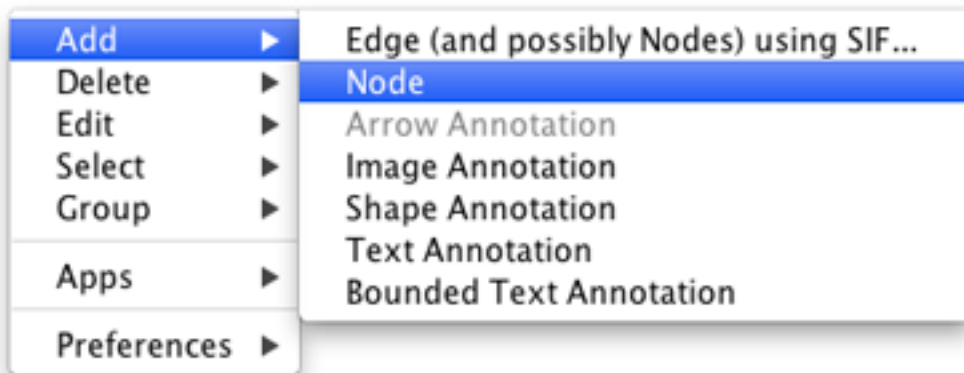 Add
Delete
Edit
Select
Group
Apps
Preferences
Edge (and possibly Nodes) using SIF...
Node
Arrow Annotation
Image Annotation
Shape Annotation
Text Annotation
Bounded Text Annotation